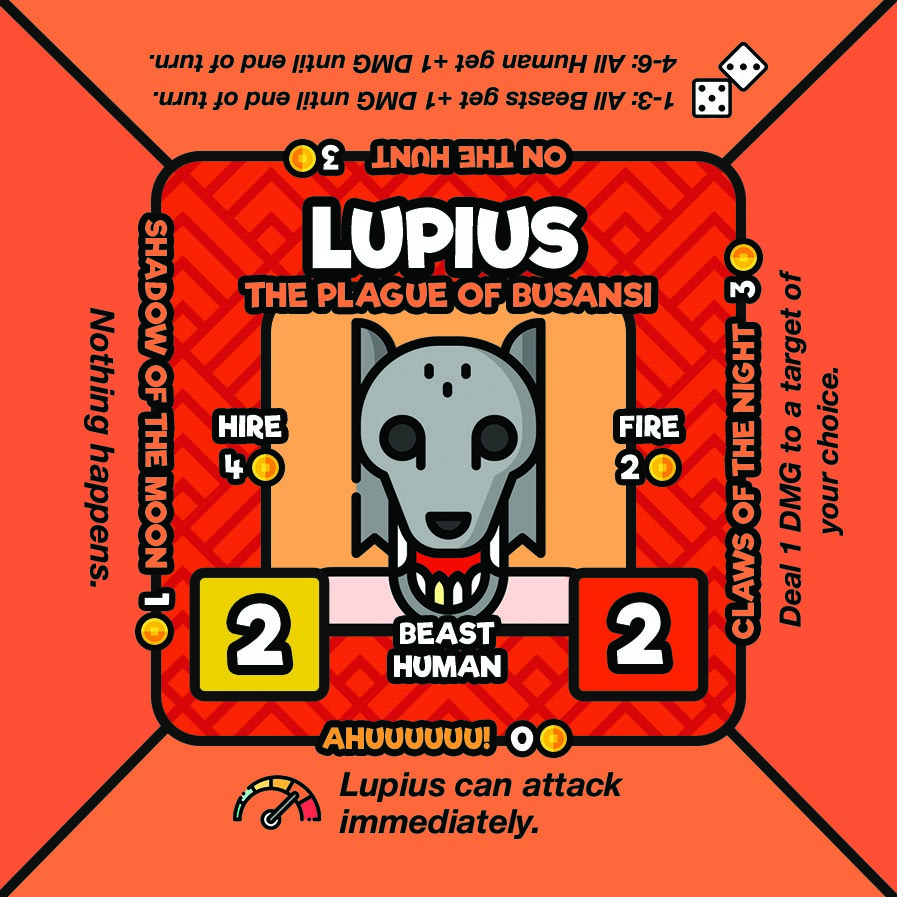 4-6: All Human get +1 DMG until end of turn.
1-3: All Beasts get +1 DMG until end of turn.
ON THE HUNT 3
LUPIUS
THE PLAGUE OF BUSANSI
SHADOW OF THE MOON 1
Nothing happens.
HIRE
4
FIRE
2
CLAWS OF THE NIGHT 3
Deal 1 DMG to a target of
your choice.
2
BEAST
HUMAN
2
AHUUUUUU! 0
Lupius can attack
immediately.